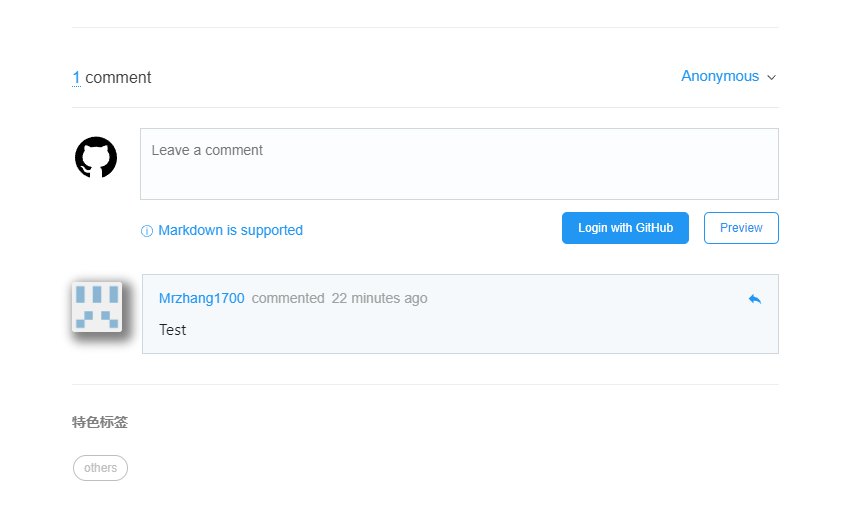 1 comment
Anonymous
Leave a comment
Markdown is supported
Login with GitHub
Preview
Mrzhang1700 commented 22 minutes ago
Test
特色标签
others